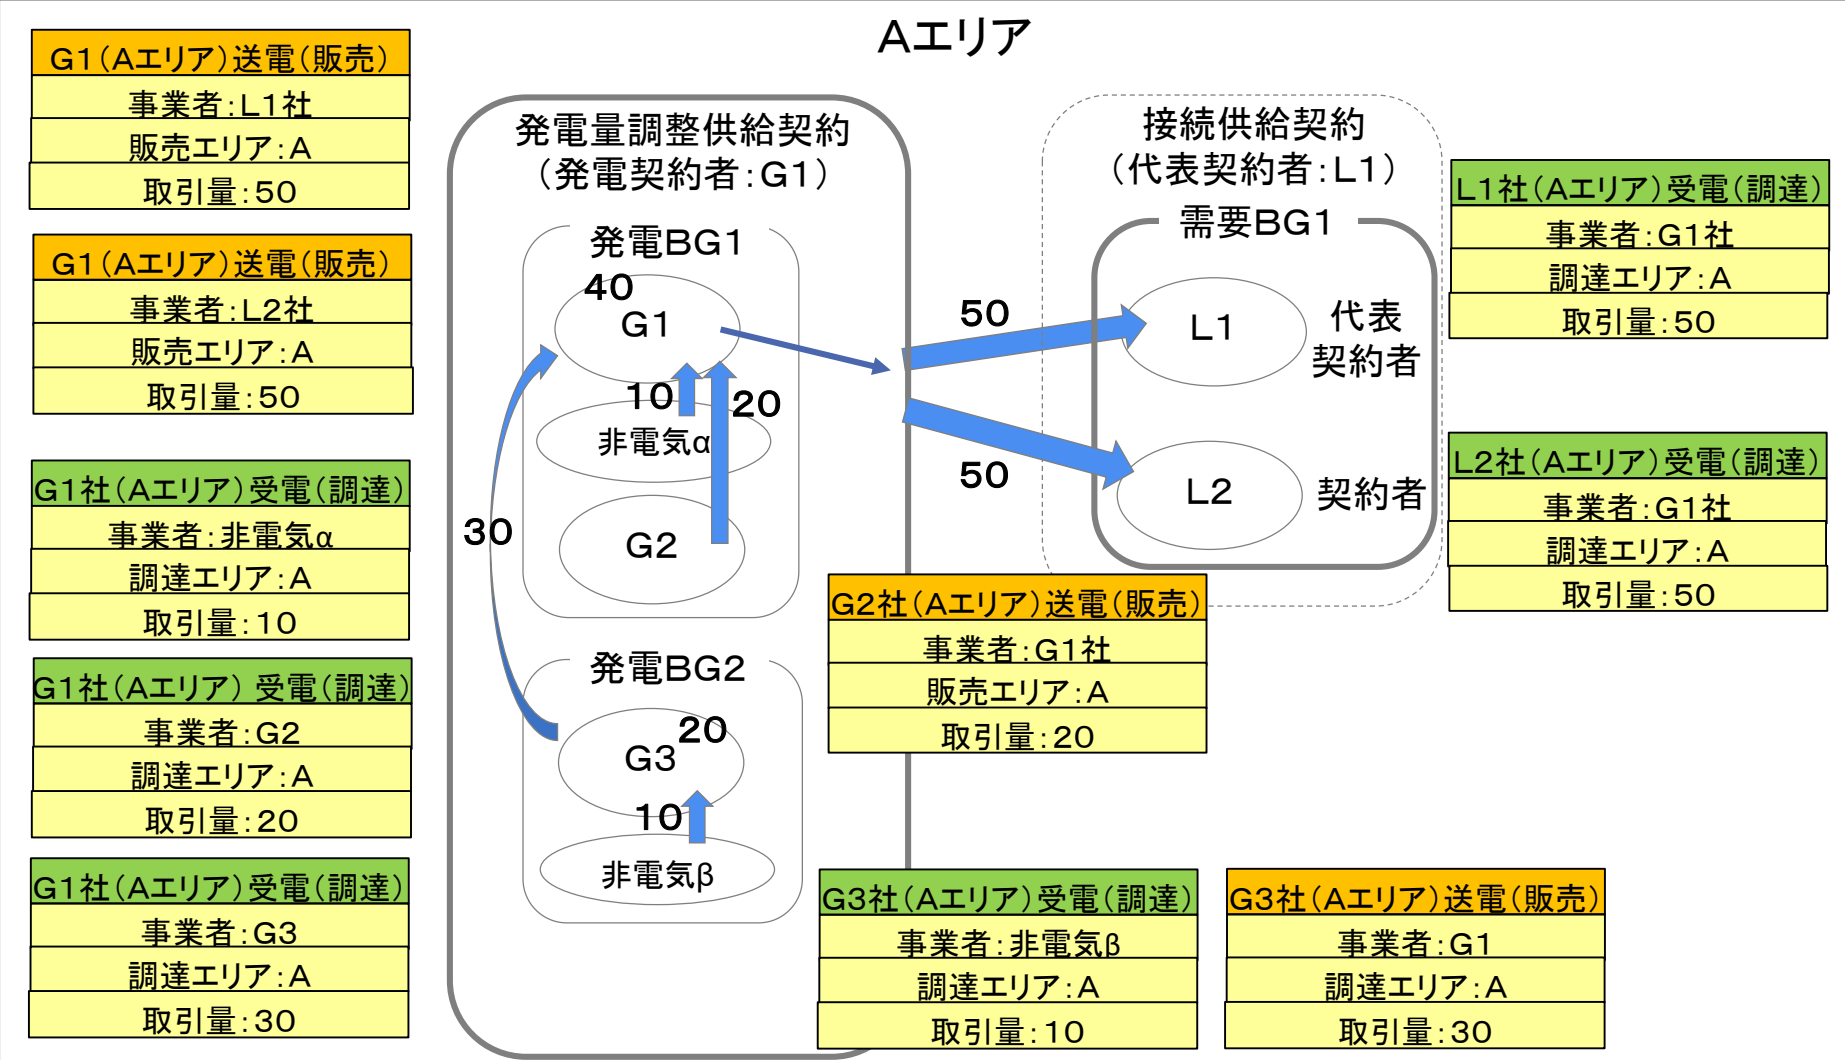 Aエリア
G1(Aエリア)送電(販売)
事業者:L1社
販売エリア:A
取引量:50
G1(Aエリア)送電(販売)
事業者:L2社
販売エリア:A
取引量:50
G1社(Aエリア)受電(調達)
事業者:非電気α
調達エリア:A
取引量:10
G1社(Aエリア) 受電(調達)
事業者:G2
調達エリア:A
取引量:20
G1社(Aエリア)受電(調達)
事業者:G3
調達エリア:A
取引量:30
発電量調整供給契約
(発電契約者:G1)
発電BG1
40
G1
10
20
非電気α
G2
30
発電BG2
20
G3
10
非電気β
50
50
接続供給契約
(代表契約者:L1)
需要BG1
L1
代表
契約者
L2
契約者
L1社(Aエリア)受電(調達)
事業者:G1社
調達エリア:A
取引量:50
L2社(Aエリア)受電(調達)
事業者:G1社
調達エリア:A
取引量:50
G2社(Aエリア)送電(販売)
事業者:G1社
販売エリア:A
取引量:20
G3社(Aエリア)受電(調達)
事業者:非電気β
調達エリア:A
取引量:10
G3社(Aエリア)送電(販売)
事業者:G1
調達エリア:A
取引量:30